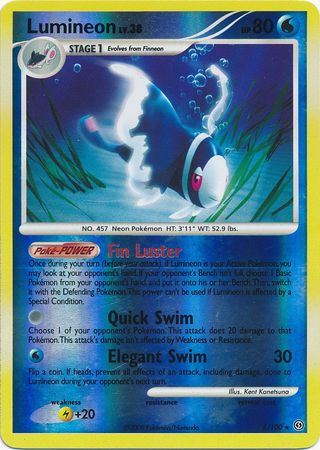 Lumineon LV.38 HP 80
STAGE 1 Evolves from Finneon
NO. 457 Neon Pokémon HT: 3'11" WT: 52.9 lbs.
Poké-POWER Fin Luster
Once during your turn (before your attack), if Lumineon is your Active Pokémon, you
may look at your opponent's hand. If your opponent's Bench isn't full, choose 1 Basic
Pokémon from your opponent's hand and put it onto his or her Bench. Then, switch
it with the Defending Pokémon. This power can't be used if Lumineon is affected by a
Special Condition.
Quick Swim
Choose 1 of your opponent's Pokémon. This attack does 20 damage to that
Pokémon. This attack's damage isn't affected by Weakness or Resistance.
Elegant Swim 30
Flip a coin. If heads, prevent all effects of an attack, including damage, done to
Lumineon during your opponent's next turn.
weakness resistance retreat cost
+20
Illust. Kent Kanetsuna
©2008 Pokémon/Nintendo 6/100